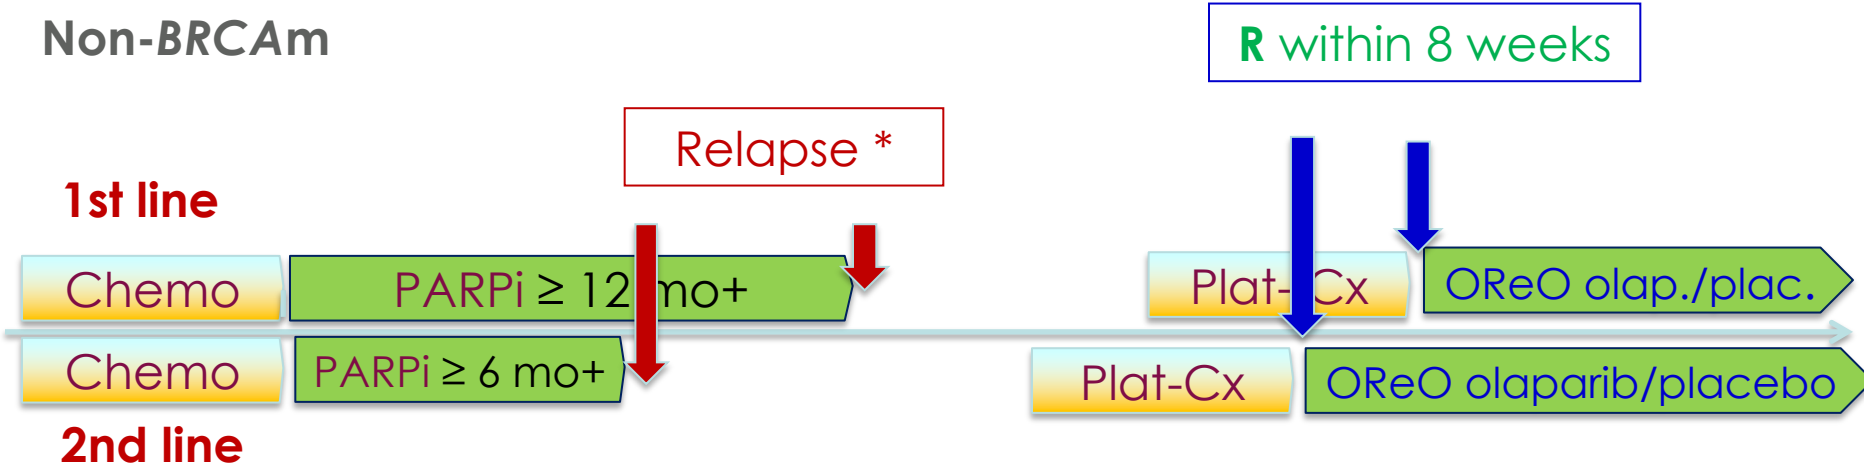 Non-BRCAm
R within 8 weeks
Relapse *
1st line
Chemo
PARPi ≥ 12 mo+
Plat-Cx
OReO olap./plac.
Chemo
PARPi ≥ 6 mo+
Plat-Cx
OReO olaparib/placebo
2nd line